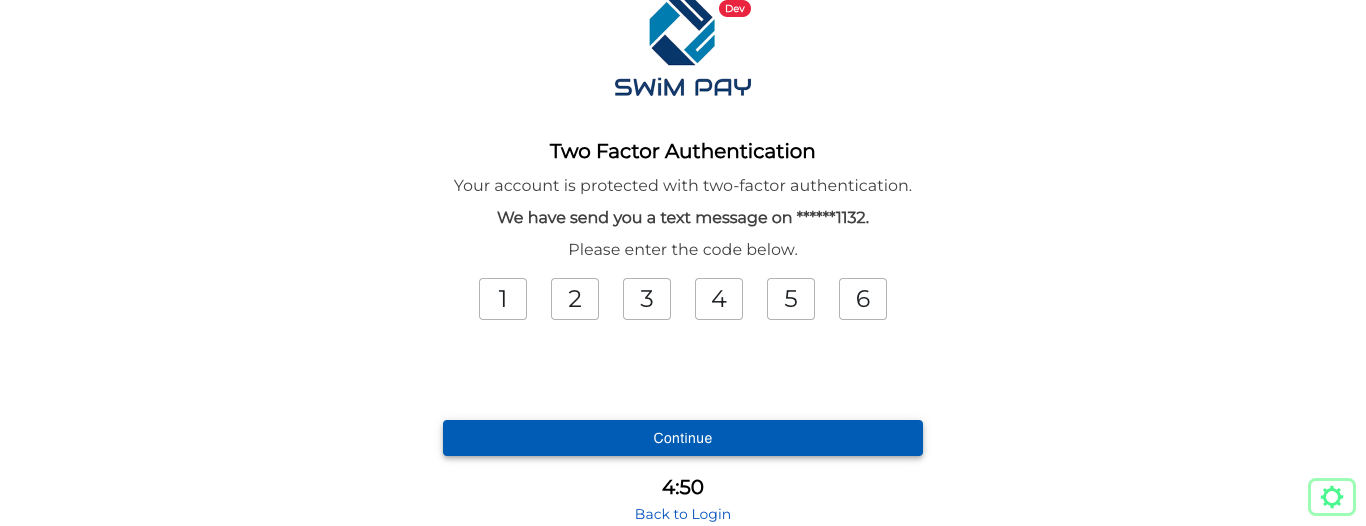 Dev
SWiM PAY
Two Factor Authentication
Your account is protected with two-factor authentication.
We have send you a text message on ******1132.
Please enter the code below.
1 2 3 4 5 6
Continue
4:50
Back to Login